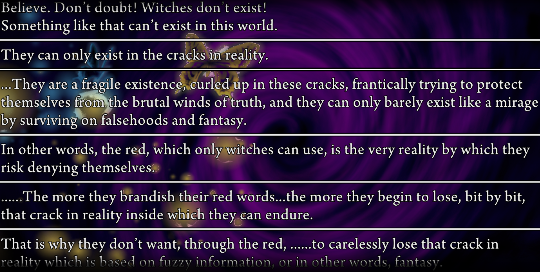 Believe. Don't doubt! Witches don't exist!
Something like that can't exist in this world.
They can only exist in the cracks in reality.
...They are a fragile existence, curled up in these cracks, frantically trying to protect
themselves from the brutal winds of truth, and they can only barely exist like a mirage
by surviving on falsehoods and fantasy.
In other words, the red, which only witches can use, is the very reality by which they
risk denying themselves.
......The more they brandish their red words...the more they begin to lose, bit by bit,
that crack in reality inside which they can endure.
That is why they don't want, through the red, ......to carelessly lose that crack in
reality which is based on fuzzy information, or in other words, fantasy.